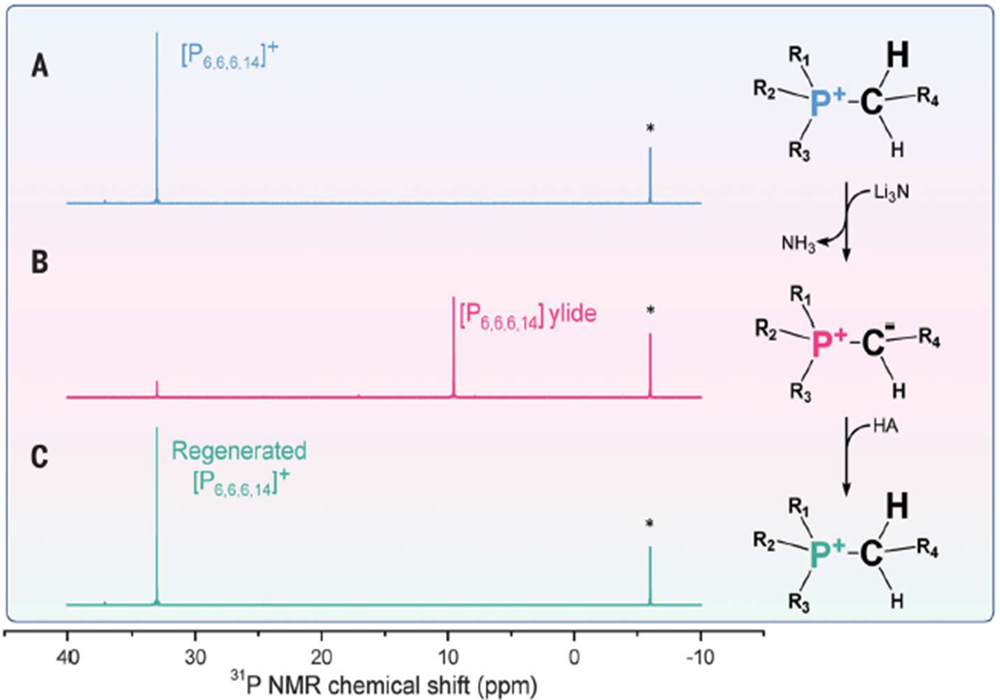 A
[P6,6,6,14]+
*
R1
H
R2
P+
C
R4
R3
H
Li3N
NH3
B
[P6,6,6,14] ylide
*
R1
R2
P+
C-
R4
R3
H
HA
C
Regenerated
[P6,6,6,14]+
*
R1
H
R2
P+
C
R4
R3
H
40 30 20 10 0 -10
31P NMR chemical shift (ppm)